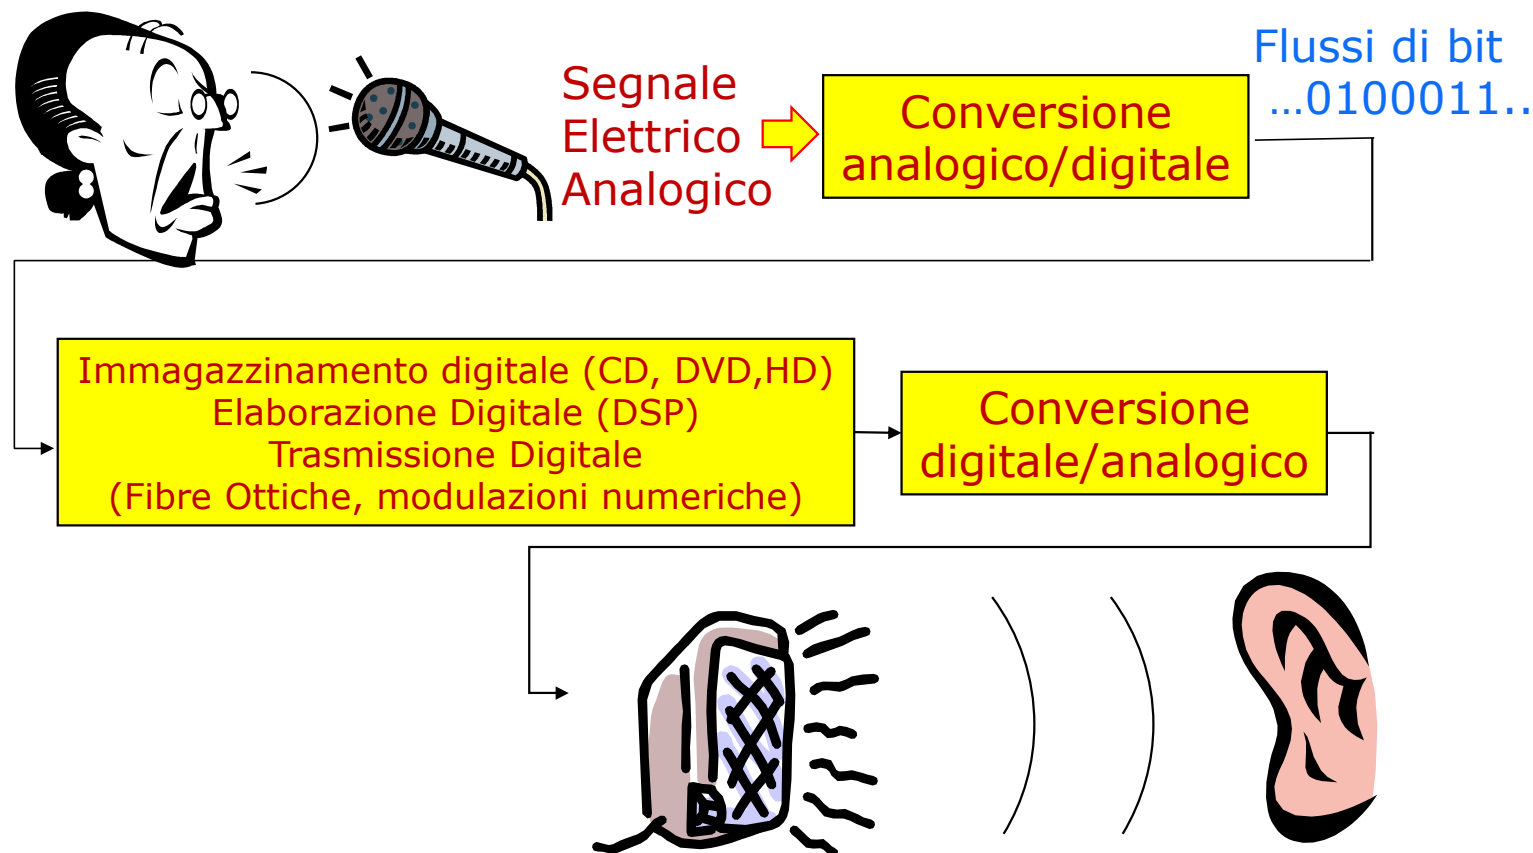 Segnale
Elettrico
Analogico
Conversione
analogico/digitale
Flussi di bit
...0100011..
Immagazzinamento digitale (CD, DVD,HD)
Elaborazione Digitale (DSP)
Trasmissione Digitale
(Fibre Ottiche, modulazioni numeriche)
Conversione
digitale/analogico